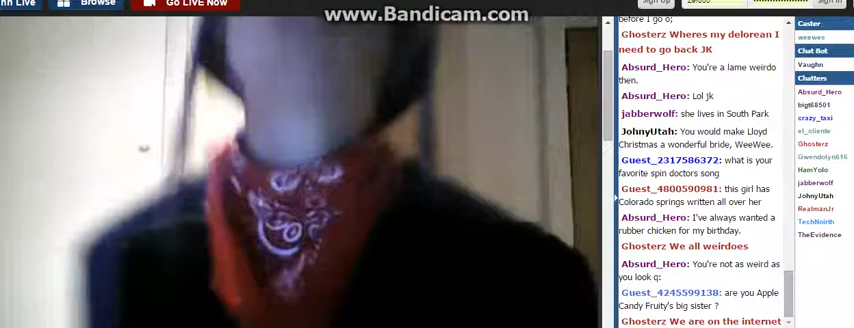 nn Live
Browse
Go Live Now
www.Bandicam.com
Sign Up
Sign In
before I go o;
Ghosterz Wheres my delorean I
need to go back JK
Absurd_Hero: You're a lame weirdo
then.
Absurd_Hero: Lol jk
jabberwolf: she lives in South Park
JohnyUtah: You would make Lloyd
Christmas a wonderful bride, WeeWee.
Guest_2317586372: what is your
favorite spin doctors song
Guest_4800590981: this girl has
Colorado springs written all over her
Absurd_Hero: I've always wanted a
rubber chicken for my birthday.
Ghosterz We all weirdoes
Absurd_Hero: You're not as weird as
you look q:
Guest_4245599138: are you Apple
Candy Fruity's big sister ?
Ghosterz We are on the internet
Caster
weewee
Chat Bot
Vaughn
Chatters
Absurd_Hero
bigt68501
crazy_taxi
el_cliente
Ghosterz
Gwendolyn616
HamYolo
jabberwolf
JohnyUtah
RealmanJr
TechNoirth
TheEvidence